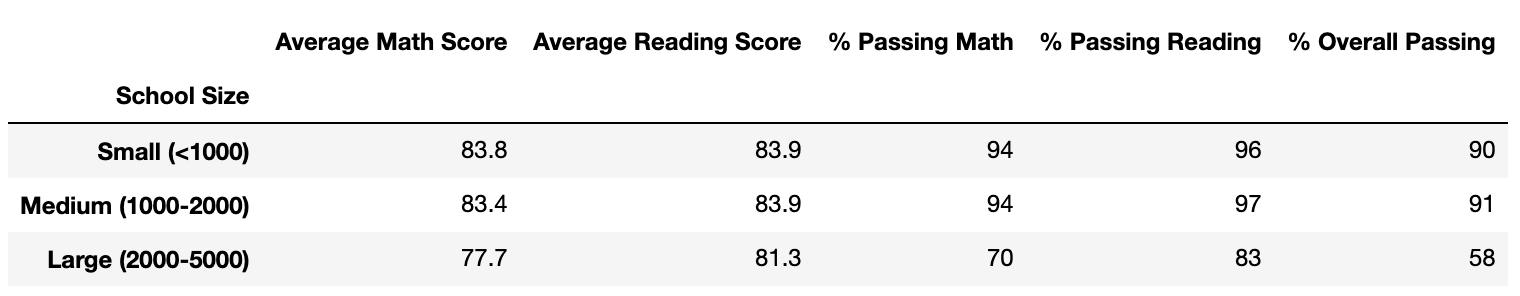 Average Math Score Average Reading Score % Passing Math % Passing Reading % Overall Passing
School Size
Small (<1000) 83.8 83.9 94 96 90
Medium (1000-2000) 83.4 83.9 94 97 91
Large (2000-5000) 77.7 81.3 70 83 58